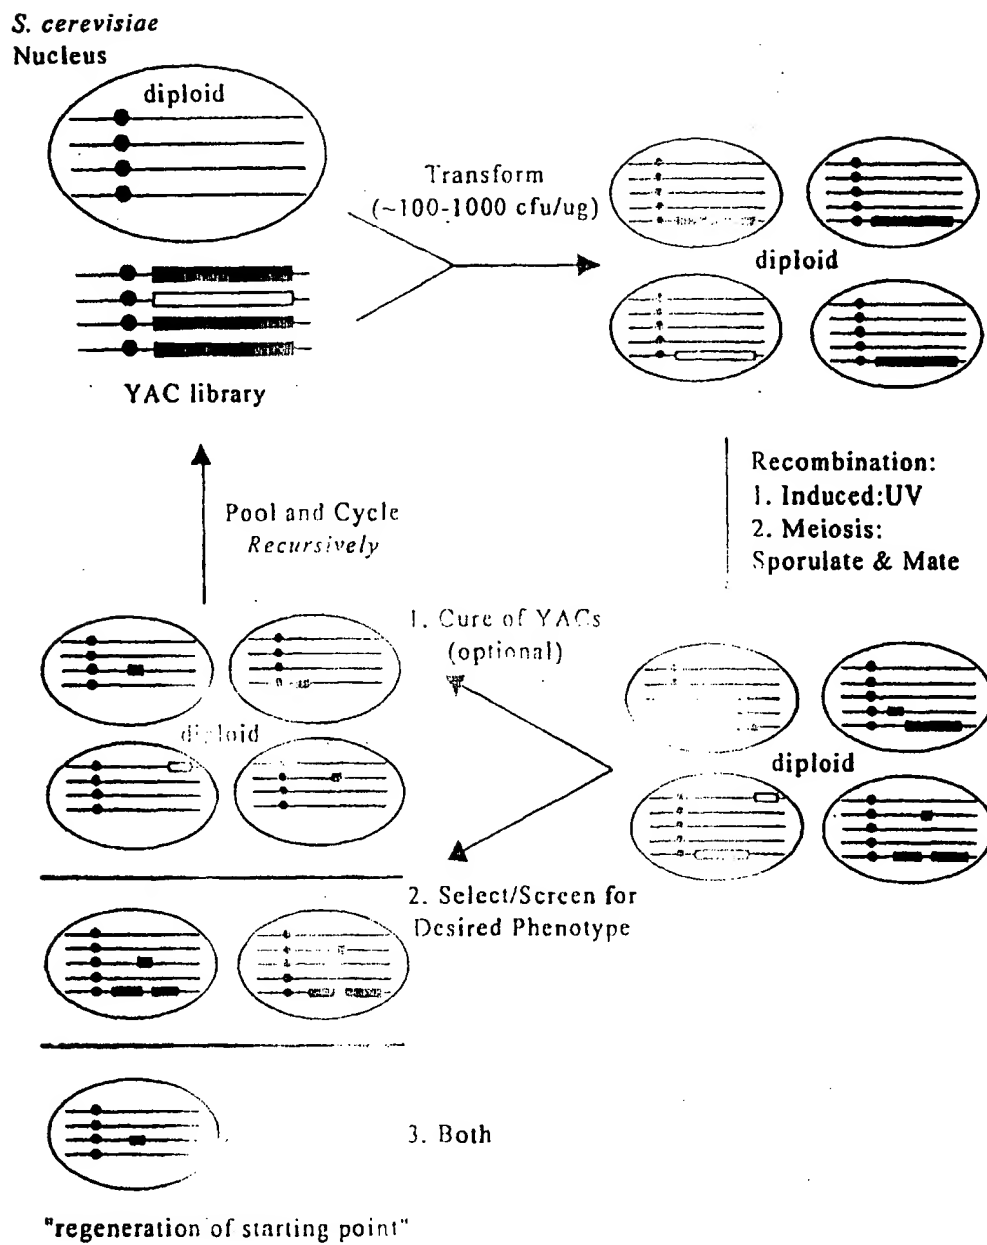 S. cerevisiae
Nucleus
diploid
YAC library
Transform
(~100-1000 cfu/ug)
diploid
Recombination:
1. Induced:UV
2. Meiosis:
Sporulate & Mate
Pool and Cycle
Recursively
1. Cure of YACs
(optional)
diploid
diploid
2. Select/Screen for
Desired Phenotype
3. Both
"regeneration of starting point"